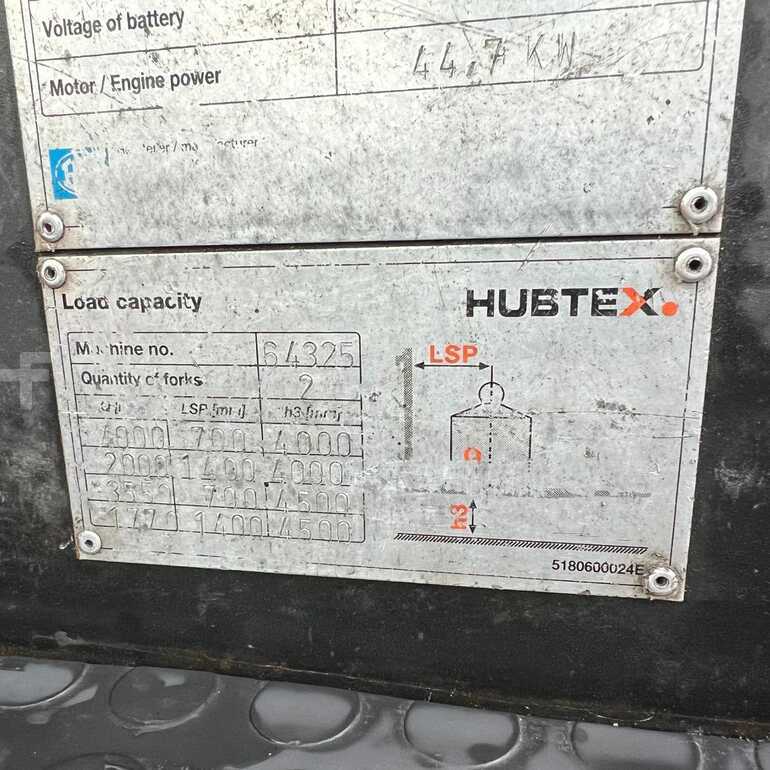 Voltage of battery
Motor / Engine power 44,7 KW
Load capacity HUBTEX.
Machine no. 64325
Quantity of forks 2
LSP [mm] h3 [mm]
4000 700 4000
2000 1400 4000
3550 700 4500
1400 4500
LSP
h3
5180600024E